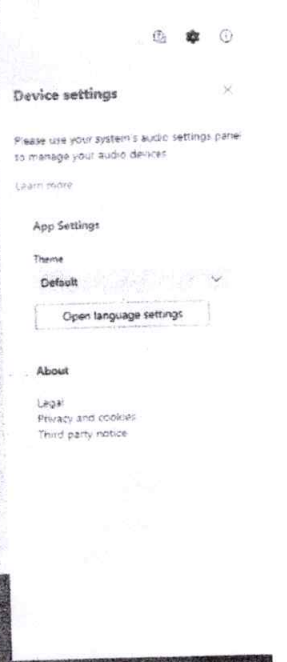 Device settings
Please use your system's audio settings panel
to manage your audio devices
Learn more
App Settings
Theme
Default
Open language settings
About
Legal
Privacy and cookies
Third party notice